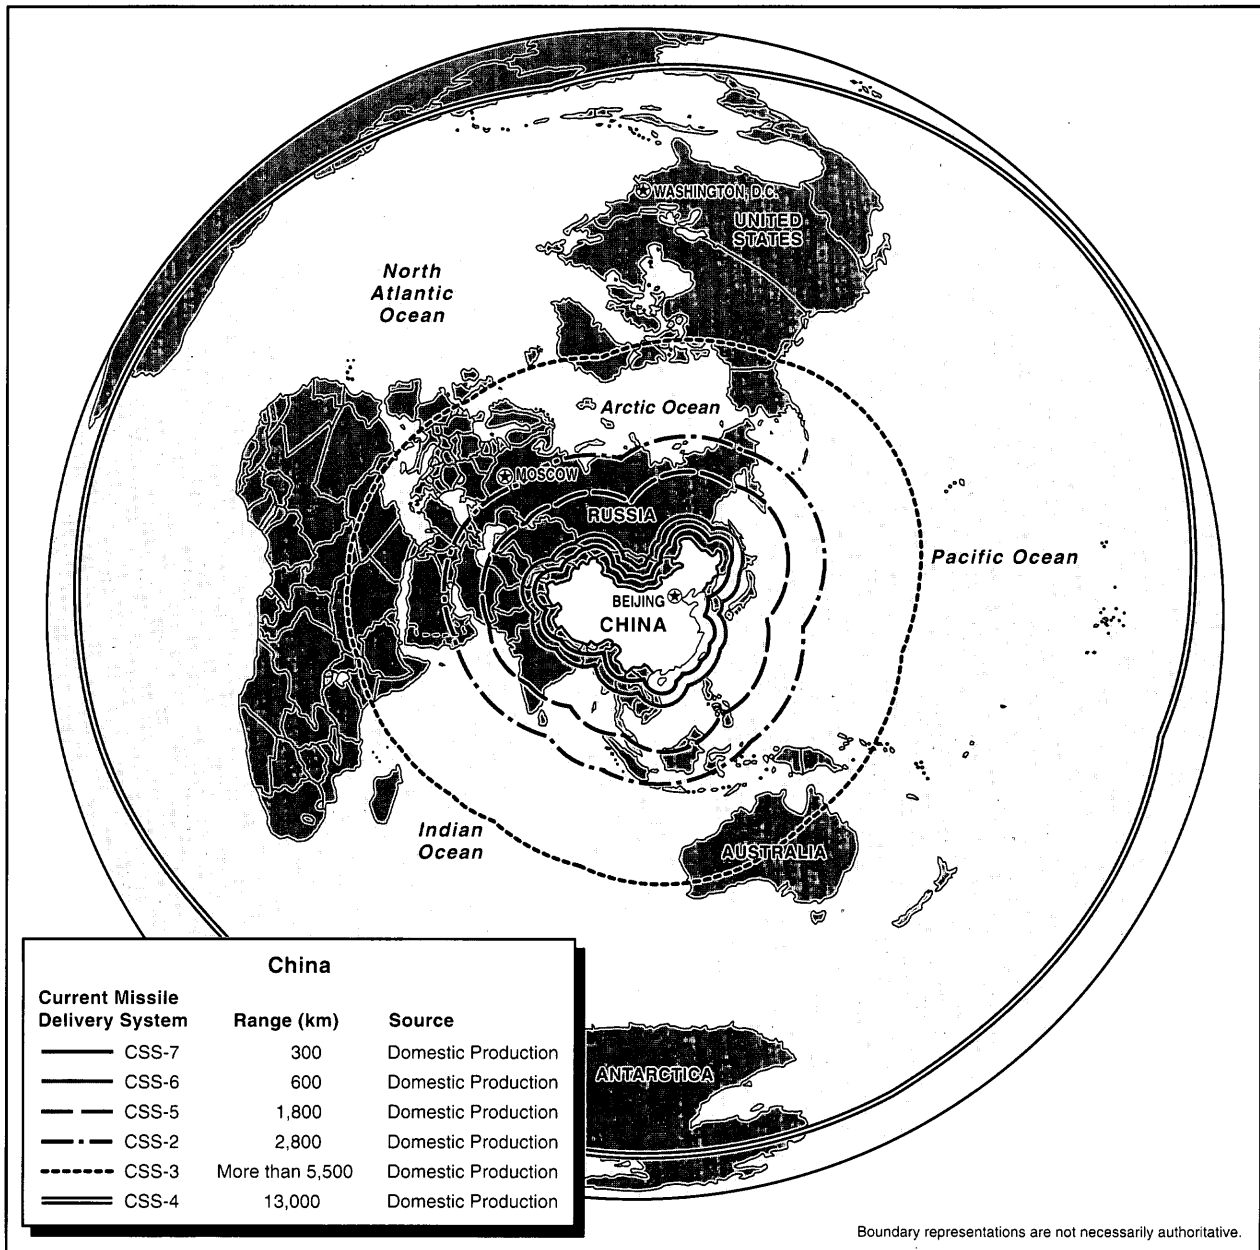 WASHINGTON, D.C.
UNITED
STATES
North
Atlantic
Ocean
Arctic Ocean
MOSCOW
RUSSIA
Pacific Ocean
BEIJING
CHINA
Indian
Ocean
AUSTRALIA
ANTARCTICA
China
Current Missile
Delivery System Range (km) Source
CSS-7 300 Domestic Production
CSS-6 600 Domestic Production
CSS-5 1,800 Domestic Production
CSS-2 2,800 Domestic Production
CSS-3 More than 5,500 Domestic Production
CSS-4 13,000 Domestic Production
Boundary representations are not necessarily authoritative.